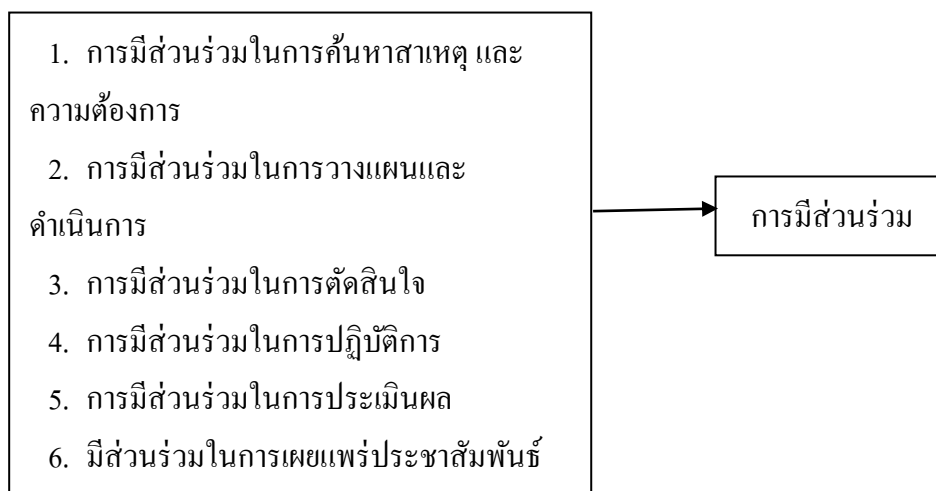 1. การมีส่วนร่วมในการค้นหาสาเหตุ และ
ความต้องการ
2. การมีส่วนร่วมในการวางแผนและ
ดำเนินการ
3. การมีส่วนร่วมในการตัดสินใจ
4. การมีส่วนร่วมในการปฏิบัติการ
5. การมีส่วนร่วมในการประเมินผล
6. มีส่วนร่วมในการเผยแพร่ประชาสัมพันธ์
การมีส่วนร่วม